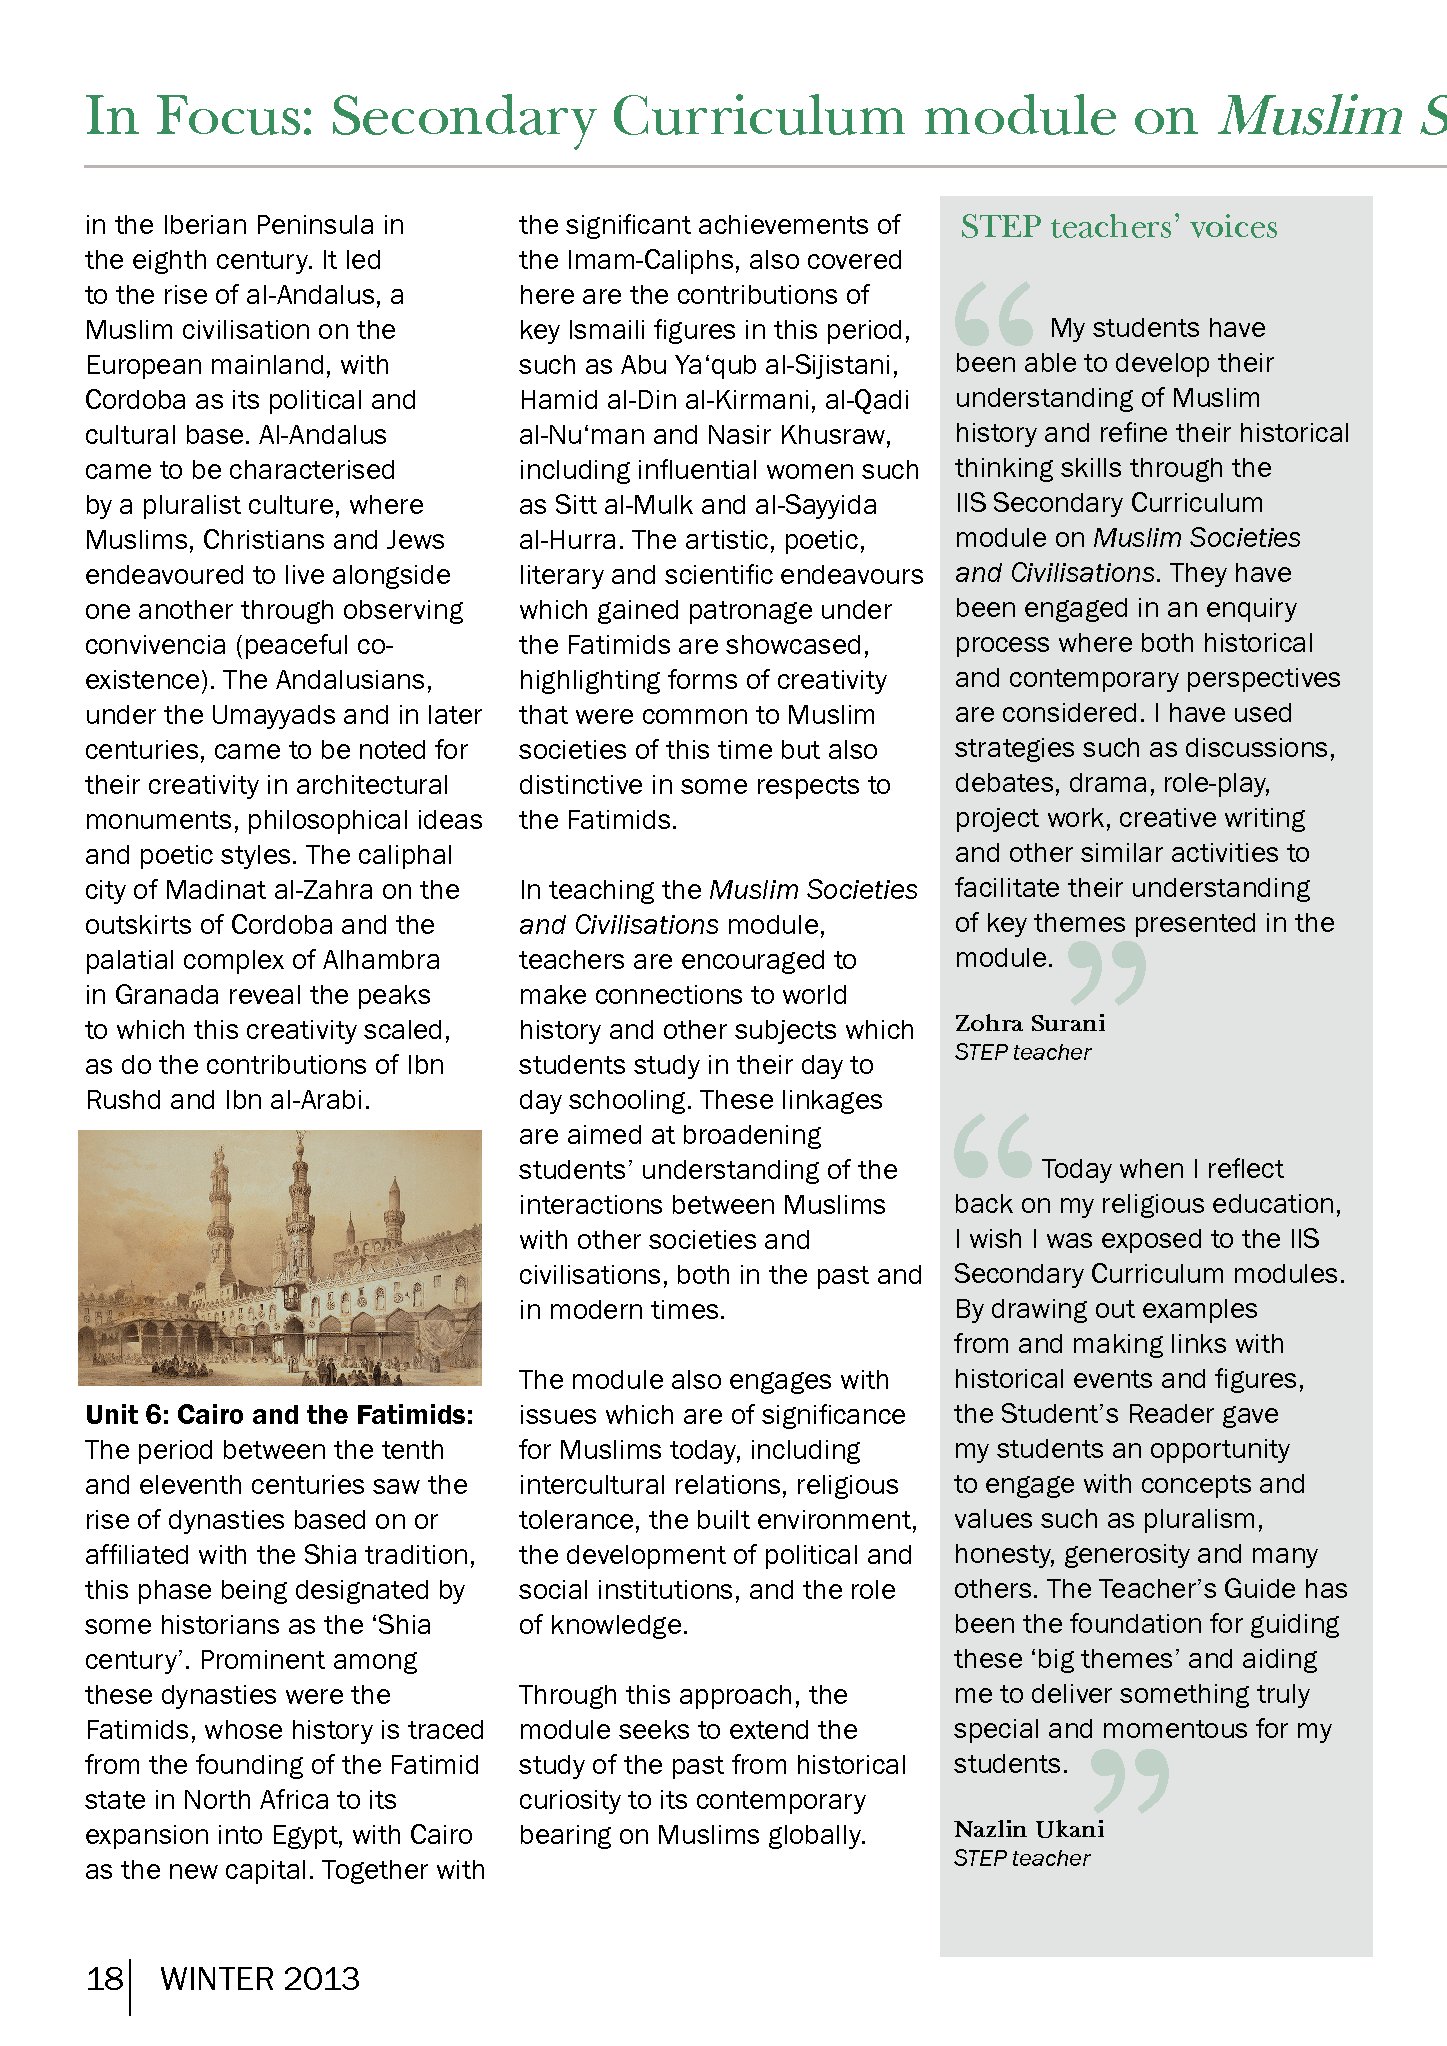 In Focus: Secondary Curriculum module on Muslim S
in the Iberian Peninsula in
the eighth century. It led
to the rise of al-Andalus, a
Muslim civilisation on the
European mainland, with
Cordoba as its political and
cultural base. Al-Andalus
came to be characterised
by a pluralist culture, where
Muslims, Christians and Jews
endeavoured to live alongside
one another through observing
convivencia (peaceful co-
existence). The Andalusians,
under the Umayyads and in later
centuries, came to be noted for
their creativity in architectural
monuments, philosophical ideas
and poetic styles. The caliphal
city of Madinat al-Zahra on the
outskirts of Cordoba and the
palatial complex of Alhambra
in Granada reveal the peaks
to which this creativity scaled,
as do the contributions of Ibn
Rushd and Ibn al-Arabi.
Unit 6: Cairo and the Fatimids:
The period between the tenth
and eleventh centuries saw the
rise of dynasties based on or
affiliated with the Shia tradition,
this phase being designated by
some historians as the ‘Shia
century’. Prominent among
these dynasties were the
Fatimids, whose history is traced
from the founding of the Fatimid
state in North Africa to its
expansion into Egypt, with Cairo
as the new capital. Together with
the significant achievements of
the Imam-Caliphs, also covered
here are the contributions of
key Ismaili figures in this period,
such as Abu Ya‘qub al-Sijistani,
Hamid al-Din al-Kirmani, al-Qadi
al-Nu‘man and Nasir Khusraw,
including influential women such
as Sitt al-Mulk and al-Sayyida
al-Hurra. The artistic, poetic,
literary and scientific endeavours
which gained patronage under
the Fatimids are showcased,
highlighting forms of creativity
that were common to Muslim
societies of this time but also
distinctive in some respects to
the Fatimids.
In teaching the Muslim Societies
and Civilisations module,
teachers are encouraged to
make connections to world
history and other subjects which
students study in their day to
day schooling. These linkages
are aimed at broadening
students’ understanding of the
interactions between Muslims
with other societies and
civilisations, both in the past and
in modern times.
The module also engages with
issues which are of significance
for Muslims today, including
intercultural relations, religious
tolerance, the built environment,
the development of political and
social institutions, and the role
of knowledge.
Through this approach, the
module seeks to extend the
study of the past from historical
curiosity to its contemporary
bearing on Muslims globally.
STEP teachers’ voices
“ My students have
been able to develop their
understanding of Muslim
history and refine their historical
thinking skills through the
IIS Secondary Curriculum
module on Muslim Societies
and Civilisations. They have
been engaged in an enquiry
process where both historical
and contemporary perspectives
are considered. I have used
strategies such as discussions,
debates, drama, role-play,
project work, creative writing
and other similar activities to
facilitate their understanding
of key themes presented in the
module. ”
Zohra Surani
STEP teacher
“ Today when I reflect
back on my religious education,
I wish I was exposed to the IIS
Secondary Curriculum modules.
By drawing out examples
from and making links with
historical events and figures,
the Student’s Reader gave
my students an opportunity
to engage with concepts and
values such as pluralism,
honesty, generosity and many
others. The Teacher’s Guide has
been the foundation for guiding
these ‘big themes’ and aiding
me to deliver something truly
special and momentous for my
students. ”
Nazlin Ukani
STEP teacher
18 WINTER 2013